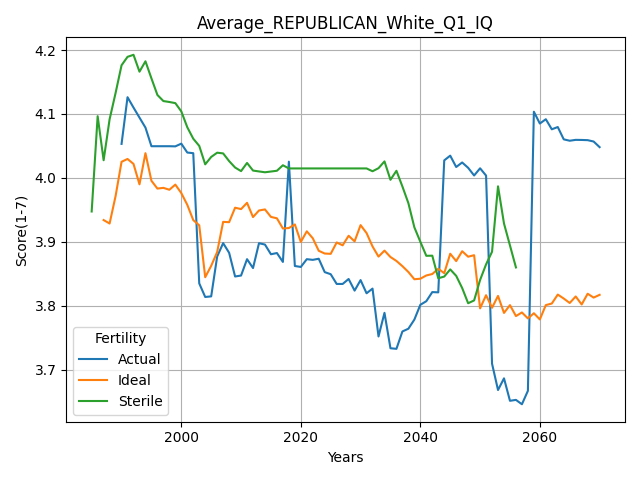 Average_REPUBLICAN_White_Q1_IQ
Score(1-7)
4.2
4.1
4.0
3.9
3.8
3.7
Fertility
Actual
Ideal
Sterile
2000 2020 2040 2060
Years